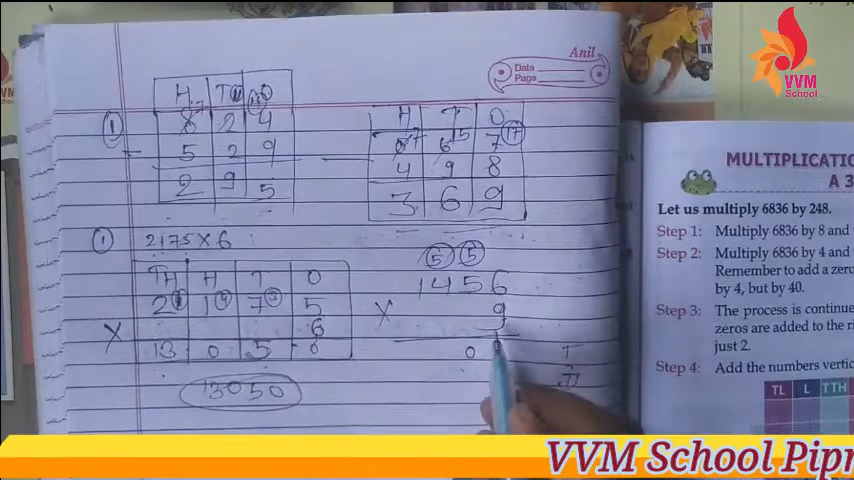 Anil
Date
Page
VVM
School
① H T O
8 7 2 4
- 5 2 9
2 9 5
H T O
6 7
4 9 8
3 6 9
① 2175 X 6
TH H T O
2 1 7 5
X 6
13 0 5 0
13050
5 5
1456
X 9
0
MULTIPLICATIO
A 3
Let us multiply 6836 by 248.
Step 1: Multiply 6836 by 8 and
Step 2: Multiply 6836 by 4 and
Remember to add a zero
by 4, but by 40.
Step 3: The process is continue
zeros are added to the ri
just 2.
Step 4: Add the numbers vertic
TL L TTH
VVM School Pipr